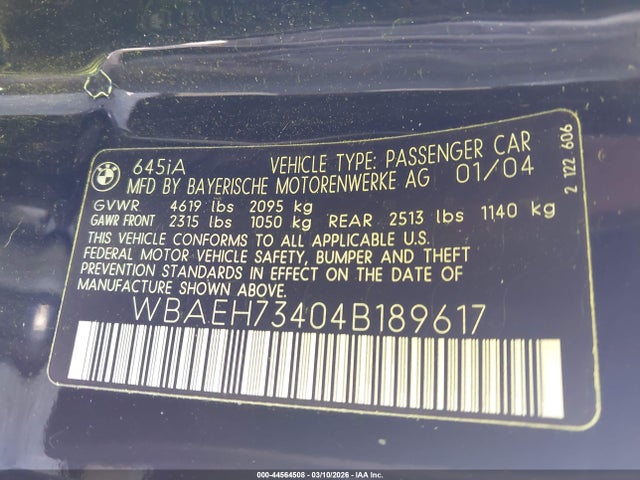 BMW
645iA VEHICLE TYPE: PASSENGER CAR
MFD BY BAYERISCHE MOTORENWERKE AG 01/04
GVWR 4619 lbs 2095 kg
GAWR FRONT 2315 lbs 1050 kg REAR 2513 lbs 1140 kg
THIS VEHICLE CONFORMS TO ALL APPLICABLE U.S.
FEDERAL MOTOR VEHICLE SAFETY, BUMPER AND THEFT
PREVENTION STANDARDS IN EFFECT ON THE DATE OF
MANUFACTURE SHOWN ABOVE.
WBAEH73404B189617
2 122 606
000-44564508 - 03/10/2026 - IAA Inc.